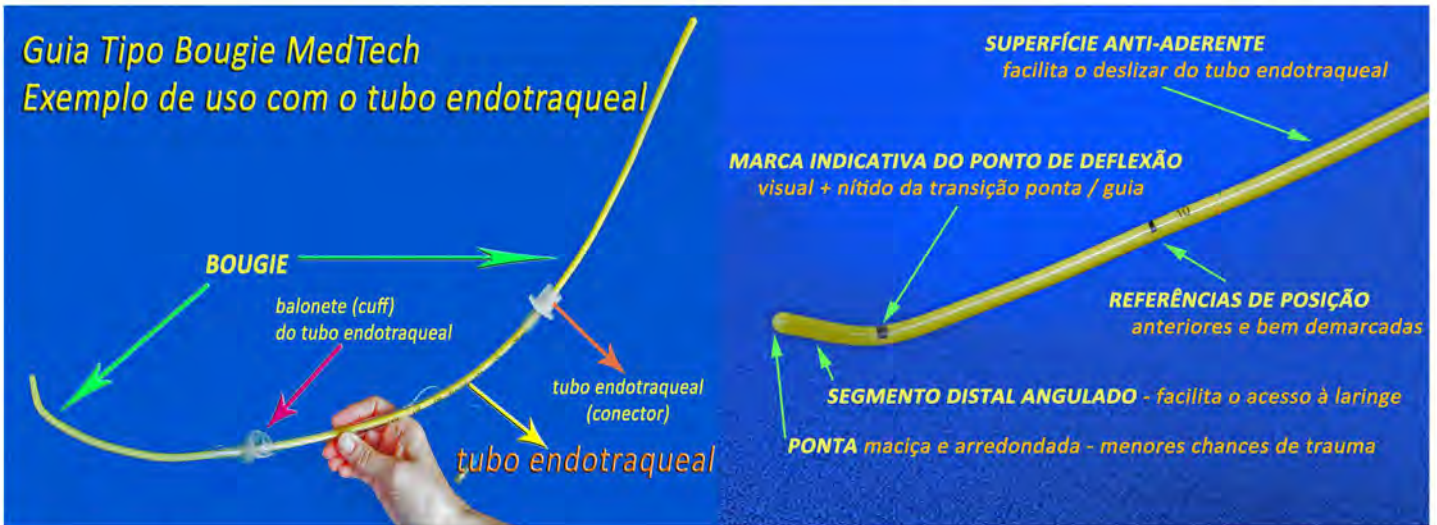 Guia Tipo Bougie MedTech
Exemplo de uso com o tubo endotraqueal
BOUGIE
balonete (cuff)
do tubo endotraqueal
tubo endotraqueal
(conector)
tubo endotraqueal
SUPERFÍCIE ANTI-ADERENTE
facilita o deslizar do tubo endotraqueal
MARCA INDICATIVA DO PONTO DE DEFLEXÃO
visual + nítido da transição ponta / guia
10
REFERÊNCIAS DE POSIÇÃO
anteriores e bem demarcadas
SEGMENTO DISTAL ANGULADO - facilita o acesso à laringe
PONTA maciça e arredondada - menores chances de trauma